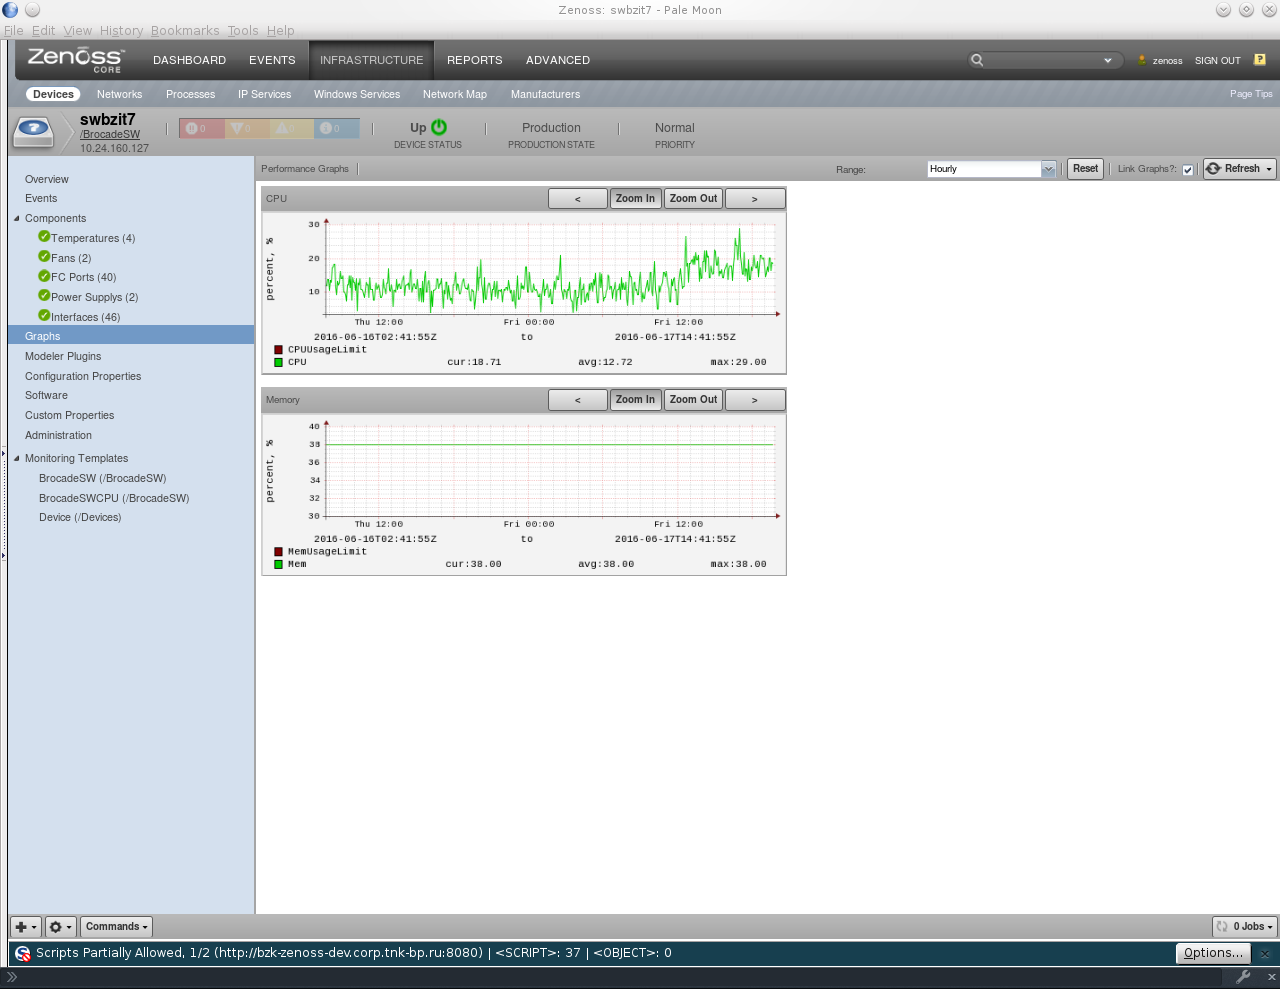 Zenoss: swbzit7 - Pale Moon
File Edit View History Bookmarks Tools Help
Zenoss CORE
DASHBOARD EVENTS INFRASTRUCTURE REPORTS ADVANCED
zenoss SIGN OUT ?
Devices Networks Processes IP Services Windows Services Network Map Manufacturers Page Tips
swbzit7
/BrocadeSW
10.24.160.127
0 0 0 0
Up
DEVICE STATUS
Production
PRODUCTION STATE
Normal
PRIORITY
Overview
Events
Components
Temperatures (4)
Fans (2)
FC Ports (40)
Power Supplys (2)
Interfaces (46)
Graphs
Modeler Plugins
Configuration Properties
Software
Custom Properties
Administration
Monitoring Templates
BrocadeSW (/BrocadeSW)
BrocadeSWCPU (/BrocadeSW)
Device (/Devices)
Performance Graphs Range: Hourly Reset Link Graphs?: Refresh
CPU < Zoom In Zoom Out >
percent, %
30
20
10
Thu 12:00 Fri 00:00 Fri 12:00
2016-06-16T02:41:55Z to 2016-06-17T14:41:55Z
CPUUsageLimit
CPU cur:18.71 avg:12.72 max:29.00
Memory < Zoom In Zoom Out >
percent, %
40
38
36
34
32
30
Thu 12:00 Fri 00:00 Fri 12:00
2016-06-16T02:41:55Z to 2016-06-17T14:41:55Z
MemUsageLimit
Mem cur:38.00 avg:38.00 max:38.00
Commands 0 Jobs
Scripts Partially Allowed, 1/2 (http://bzk-zenoss-dev.corp.tnk-bp.ru:8080) | <SCRIPT>: 37 | <OBJECT>: 0 Options...